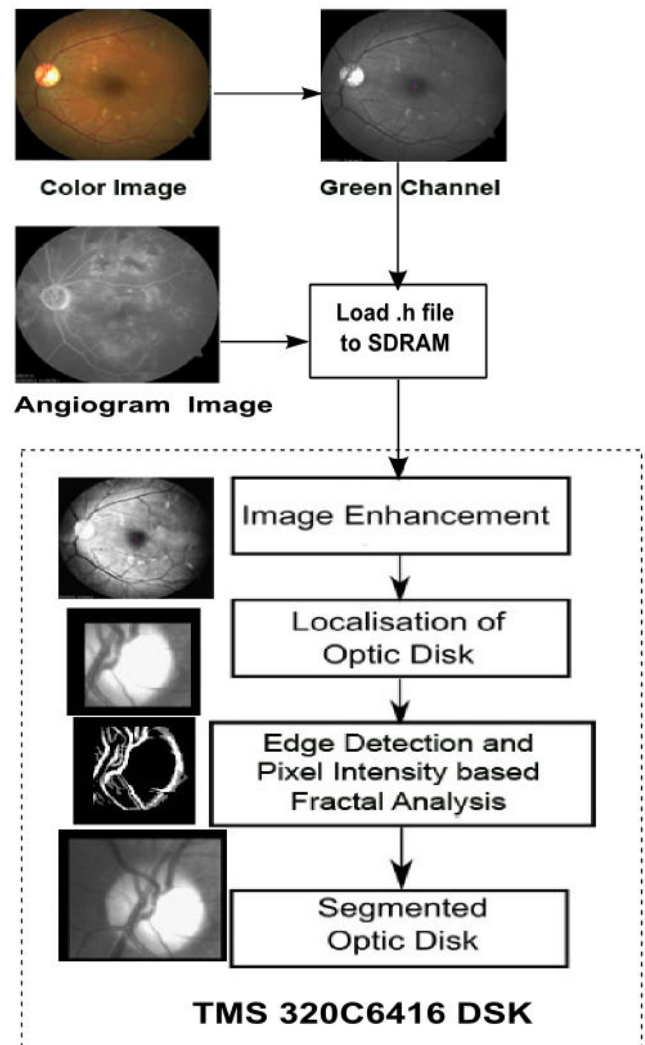 Color Image
Green Channel
Load .h file
to SDRAM
Angiogram Image
Image Enhancement
Localisation of
Optic Disk
Edge Detection and
Pixel Intensity based
Fractal Analysis
Segmented
Optic Disk
TMS 320C6416 DSK